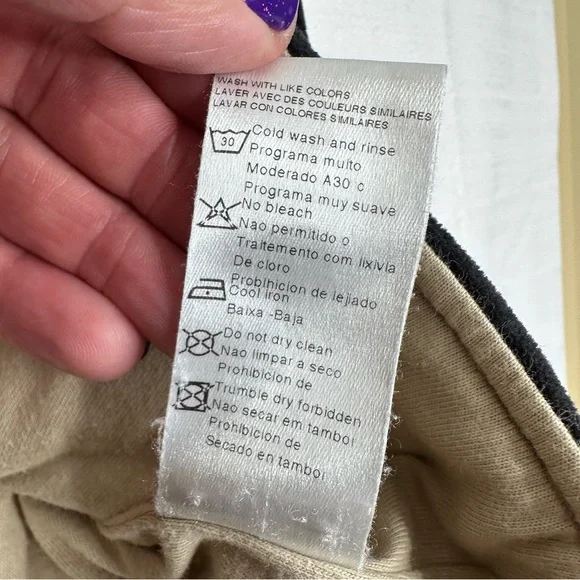 WASH WITH LIKE COLORS
LAVER AVEC DES COULEURS SIMILAIRES
LAVAR CON COLORES SIMILARES
30 Cold wash and rinse
Programa muito
Moderado A30 c
Programa muy suave
No bleach
Nao permitido o
Traitemento com lixivia
De cloro
Problhicion de lejiado
Cool iron
Baixa -Baja
Do not dry clean
Nao limpar a seco
Prohibicion de
Trumble dry forbidden
Nao secar em tambol
Prohibicion de
Secado en tambol